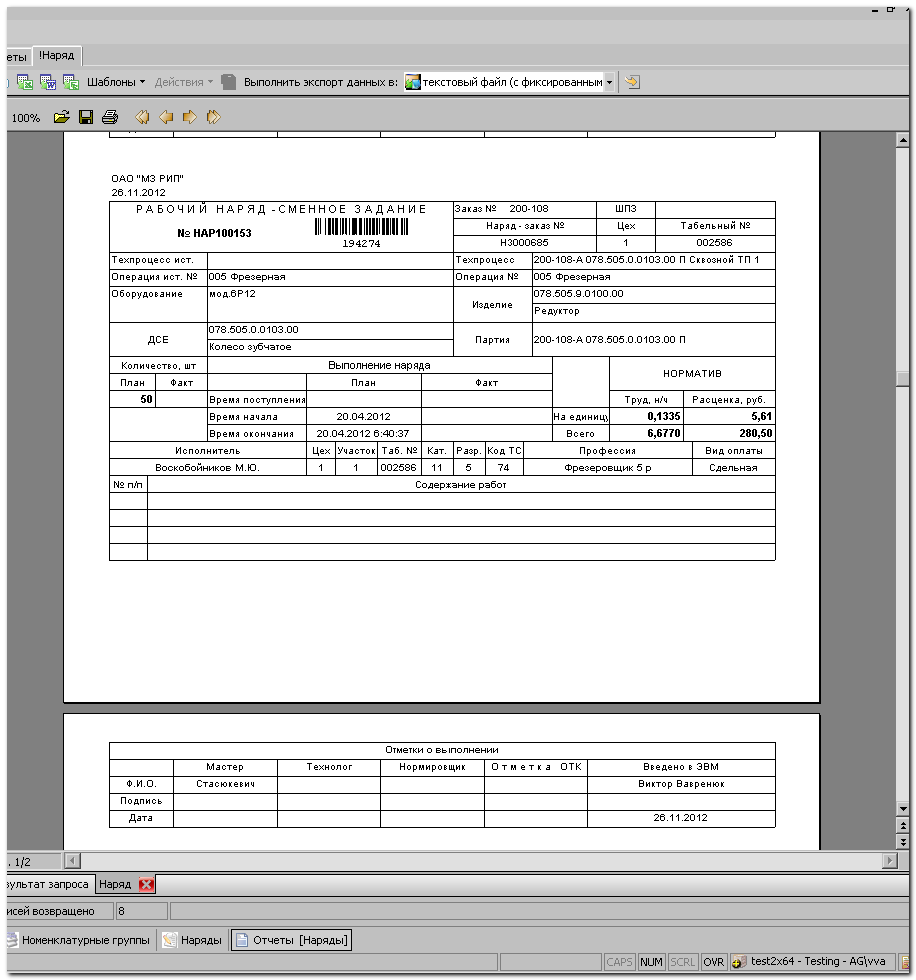 еты !Наряд
Шаблоны Действия Выполнить экспорт данных в: текстовый файл (с фиксированным
100%
ОАО "МЗ РИП"
26.11.2012
РАБОЧИЙ НАРЯД -СМЕННОЕ ЗАДАНИЕ Заказ № 200-108 ШПЗ
№ НАР100153 Наряд - заказ № Цех Табельный №
194274 НЗ000685 1 002586
Техпроцесс ист. Техпроцесс 200-108-А 078.505.0.0103.00 П Сквозной ТП 1
Операция ист. № 005 Фрезерная Операция № 005 Фрезерная
Оборудование мод.6Р12 Изделие 078.505.9.0100.00
Редуктор
ДСЕ 078.505.0.0103.00 Партия 200-108-А 078.505.0.0103.00 П
Колесо зубчатое
Количество, шт Выполнение наряда НОРМАТИВ
План Факт План Факт
50 Время поступления Труд, н/ч Расценка, руб.
Время начала 20.04.2012 На единицу 0,1335 5,61
Время окончания 20.04.2012 6:40:37 Всего 6,6770 280,50
Исполнитель Цех Участок Таб. № Кат. Разр. Код ТС Профессия Вид оплаты
Воскобойников М.Ю. 1 1 002586 11 5 74 Фрезеровщик 5 р Сдельная
№ п/п Содержание работ
Отметки о выполнении
Мастер Технолог Нормировщик Отметка ОТК Введено в ЭВМ
Ф.И.О. Стасюкевич Виктор Вавренюк
Подпись
Дата 26.11.2012
. 1/2
зультат запроса Наряд
исей возвращено 8
Номенклатурные группы Наряды Отчеты [Наряды]
CAPS NUM SCRL OVR test2x64 - Testing - AG\vva